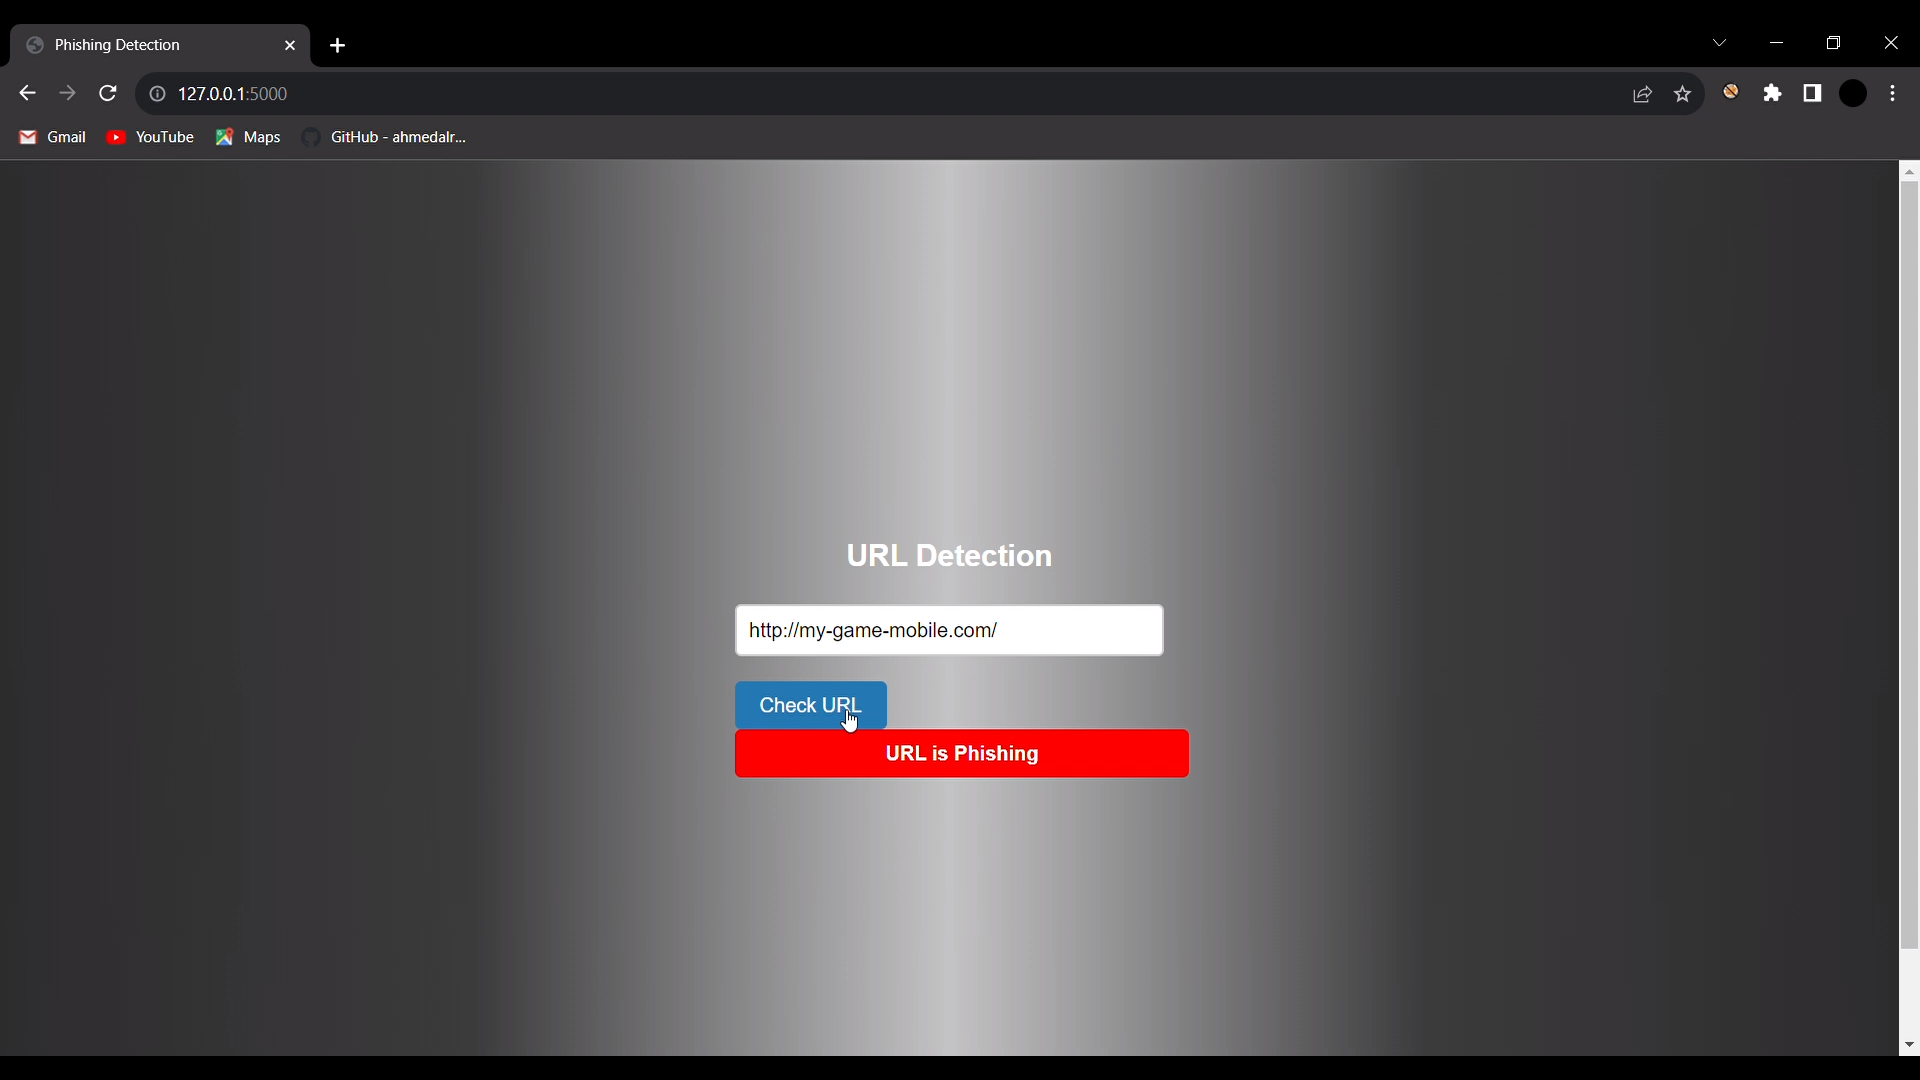 Phishing Detection
127.0.0.1:5000
Gmail YouTube Maps GitHub - ahmedalr...
URL Detection
http://my-game-mobile.com/
Check URL
URL is Phishing